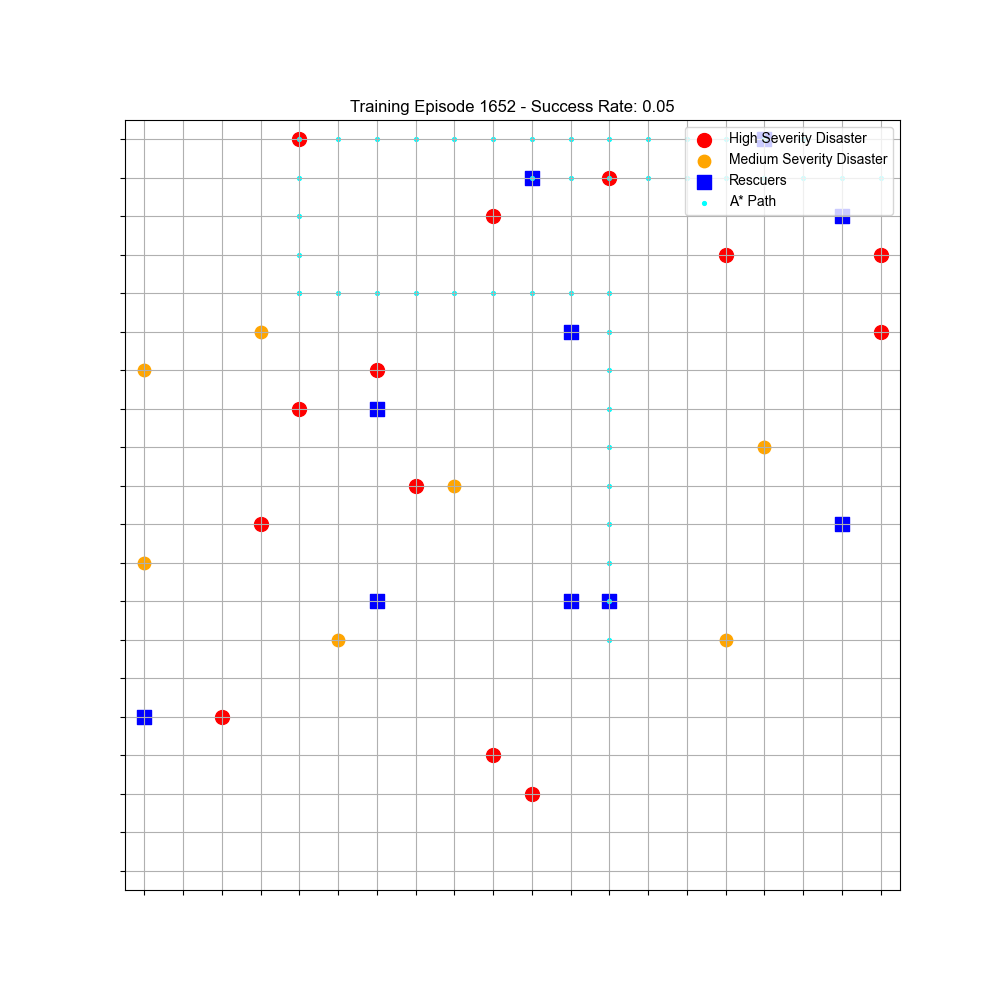 Training Episode 1652 - Success Rate: 0.05
High Severity Disaster
Medium Severity Disaster
Rescuers
A* Path